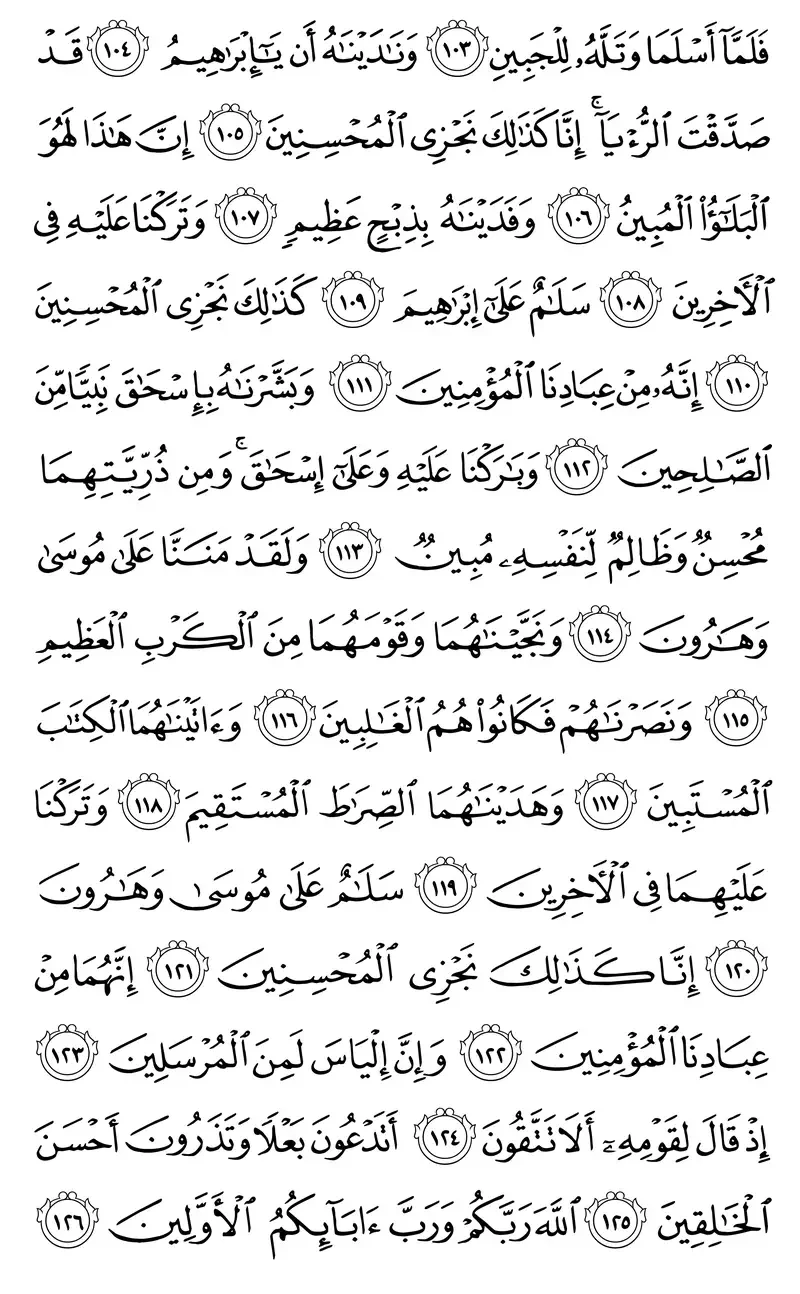 فَلَمَّآ أَسْلَمَا وَتَلَّهُۥ لِلْجَبِينِ ١٠٣ وَنَـٰدَيْنَـٰهُ أَن يَـٰٓإِبْرَٰهِيمُ ١٠٤ قَدْ
صَدَّقْتَ ٱلرُّءْيَآ ۚ إِنَّا كَذَٰلِكَ نَجْزِى ٱلْمُحْسِنِينَ ١٠٥ إِنَّ هَـٰذَا لَهُوَ
ٱلْبَلَـٰٓؤُا۟ ٱلْمُبِينُ ١٠٦ وَفَدَيْنَـٰهُ بِذِبْحٍ عَظِيمٍ ١٠٧ وَتَرَكْنَا عَلَيْهِ فِى
ٱلْـَٔاخِرِينَ ١٠٨ سَلَـٰمٌ عَلَىٰٓ إِبْرَٰهِيمَ ١٠٩ كَذَٰلِكَ نَجْزِى ٱلْمُحْسِنِينَ
١١٠ إِنَّهُۥ مِنْ عِبَادِنَا ٱلْمُؤْمِنِينَ ١١١ وَبَشَّرْنَـٰهُ بِإِسْحَـٰقَ نَبِيًّا مِّنَ
ٱلصَّـٰلِحِينَ ١١٢ وَبَـٰرَكْنَا عَلَيْهِ وَعَلَىٰٓ إِسْحَـٰقَ ۚ وَمِن ذُرِّيَّتِهِمَا
مُحْسِنٌ وَظَالِمٌ لِّنَفْسِهِۦ مُبِينٌ ١١٣ وَلَقَدْ مَنَنَّا عَلَىٰ مُوسَىٰ
وَهَـٰرُونَ ١١٤ وَنَجَّيْنَـٰهُمَا وَقَوْمَهُمَا مِنَ ٱلْكَرْبِ ٱلْعَظِيمِ
١١٥ وَنَصَرْنَـٰهُمْ فَكَانُوا۟ هُمُ ٱلْغَـٰلِبِينَ ١١٦ وَءَاتَيْنَـٰهُمَا ٱلْكِتَـٰبَ
ٱلْمُسْتَبِينَ ١١٧ وَهَدَيْنَـٰهُمَا ٱلصِّرَٰطَ ٱلْمُسْتَقِيمَ ١١٨ وَتَرَكْنَا
عَلَيْهِمَا فِى ٱلْـَٔاخِرِينَ ١١٩ سَلَـٰمٌ عَلَىٰ مُوسَىٰ وَهَـٰرُونَ
١٢٠ إِنَّا كَذَٰلِكَ نَجْزِى ٱلْمُحْسِنِينَ ١٢١ إِنَّهُمَا مِنْ
عِبَادِنَا ٱلْمُؤْمِنِينَ ١٢٢ وَإِنَّ إِلْيَاسَ لَمِنَ ٱلْمُرْسَلِينَ ١٢٣
إِذْ قَالَ لِقَوْمِهِۦٓ أَلَا تَتَّقُونَ ١٢٤ أَتَدْعُونَ بَعْلًا وَتَذَرُونَ أَحْسَنَ
ٱلْخَـٰلِقِينَ ١٢٥ ٱللَّهَ رَبَّكُمْ وَرَبَّ ءَابَآئِكُمُ ٱلْأَوَّلِينَ ١٢٦